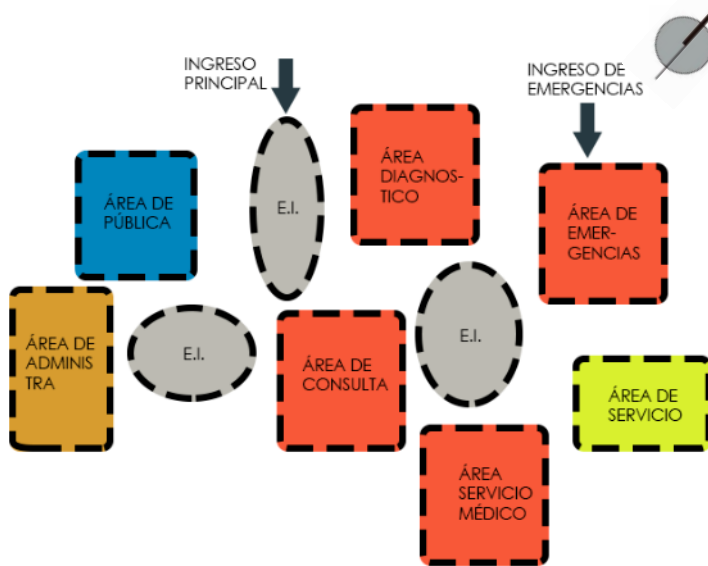 INGRESO
PRINCIPAL
INGRESO DE
EMERGENCIAS
ÁREA
DIAGNOS-
TICO
ÁREA DE
PÚBLICA
E.I.
ÁREA DE
EMER-
GENCIAS
ÁREA DE
ADMINIS
TRA
E.I.
ÁREA DE
CONSULTA
E.I.
ÁREA DE
SERVICIO
ÁREA
SERVICIO
MÉDICO